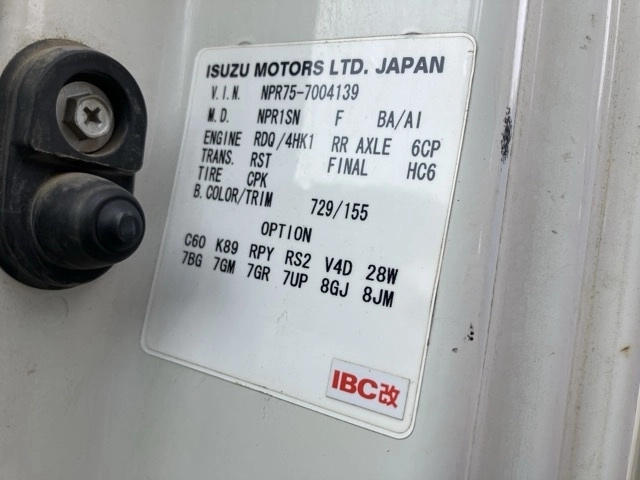 ISUZU MOTORS LTD. JAPAN
V.I.N. NPR75-7004139
M.D. NPR1SN F BA/AI
ENGINE RDQ/4HK1 RR AXLE 6CP
TRANS. RST FINAL HC6
TIRE CPK
B.COLOR/TRIM 729/155
OPTION
C60 K89 RPY RS2 V4D 28W
7BG 7GM 7GR 7UP 8GJ 8JM
IBC改